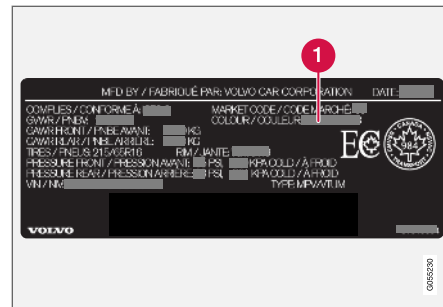 1
MFD BY / FABRIQUÉ PAR: VOLVO CAR CORPORATION DATE:
COMPLIES / CONFORME À: MARKET CODE / CODE MARCHÉ:
GVWR / PNBV: COLOUR / COULEUR:
GAWR FRONT / PNBE AVANT: KG
GAWR REAR / PNBE ARRIERE: KG
TIRES / PNEUS: 215/65R16 RIM / JANTE:
PRESSURE FRONT / PRESSION AVANT: PSI, KPA COLD / À FROID
PRESSURE REAR / PRESSION ARRIÈRE: PSI, KPA COLD / À FROID
VIN / NIV: TYPE: MPV/VTUM
EC
CANADA
984
TRANSPORT
VOLVO
G055230